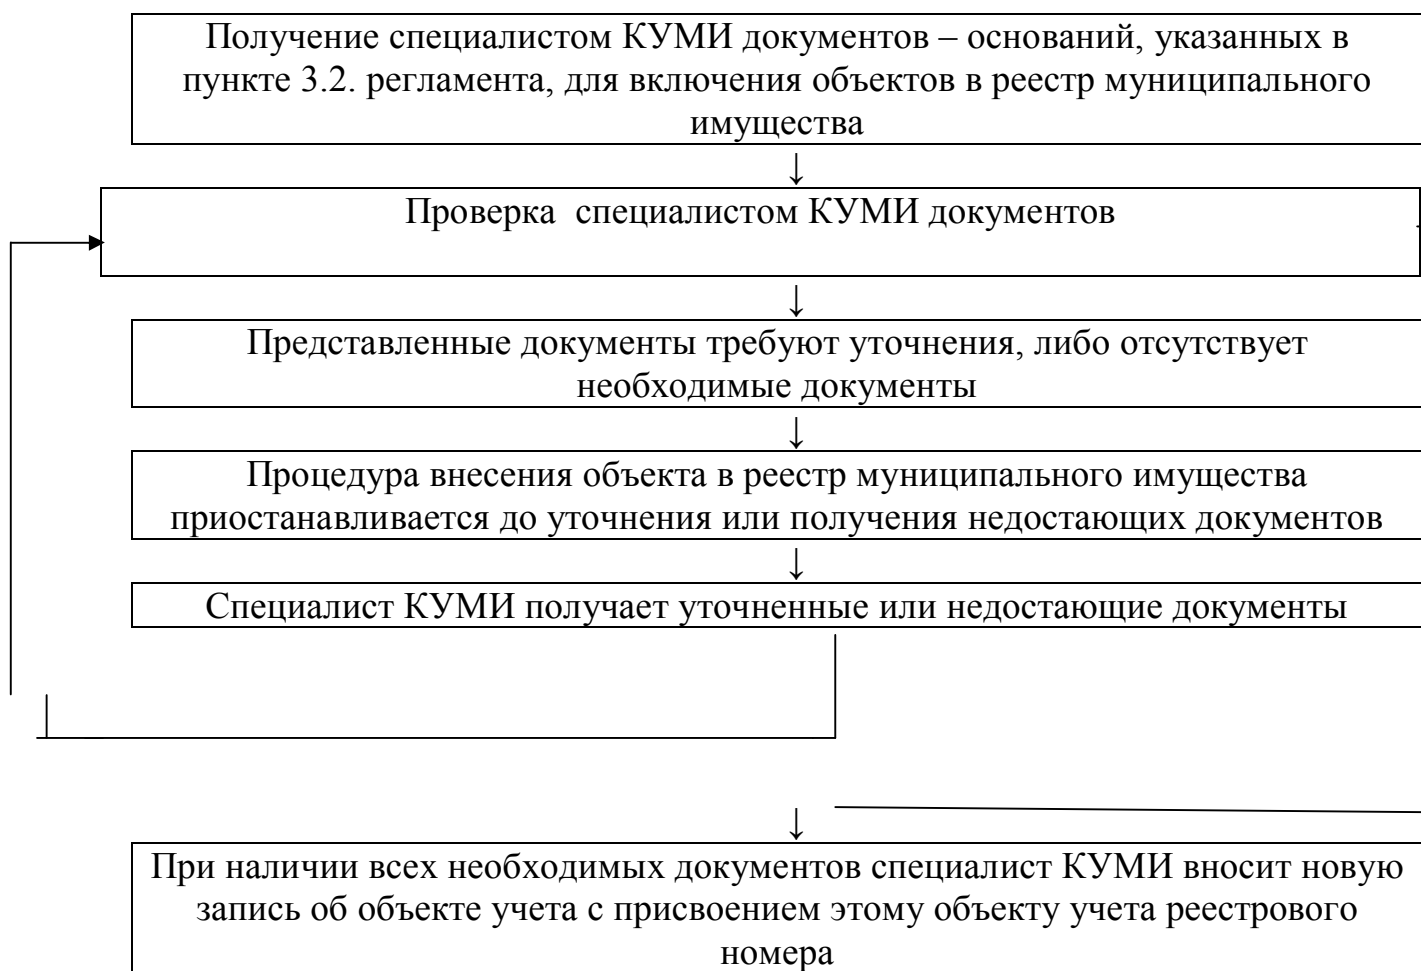 Получение специалистом КУМИ документов – оснований, указанных в
пункте 3.2. регламента, для включения объектов в реестр муниципального
имущества
↓
Проверка специалистом КУМИ документов
↓
Представленные документы требуют уточнения, либо отсутствует
необходимые документы
↓
Процедура внесения объекта в реестр муниципального имущества
приостанавливается до уточнения или получения недостающих документов
↓
Специалист КУМИ получает уточненные или недостающие документы
↓
При наличии всех необходимых документов специалист КУМИ вносит новую
запись об объекте учета с присвоением этому объекту учета реестрового
номера